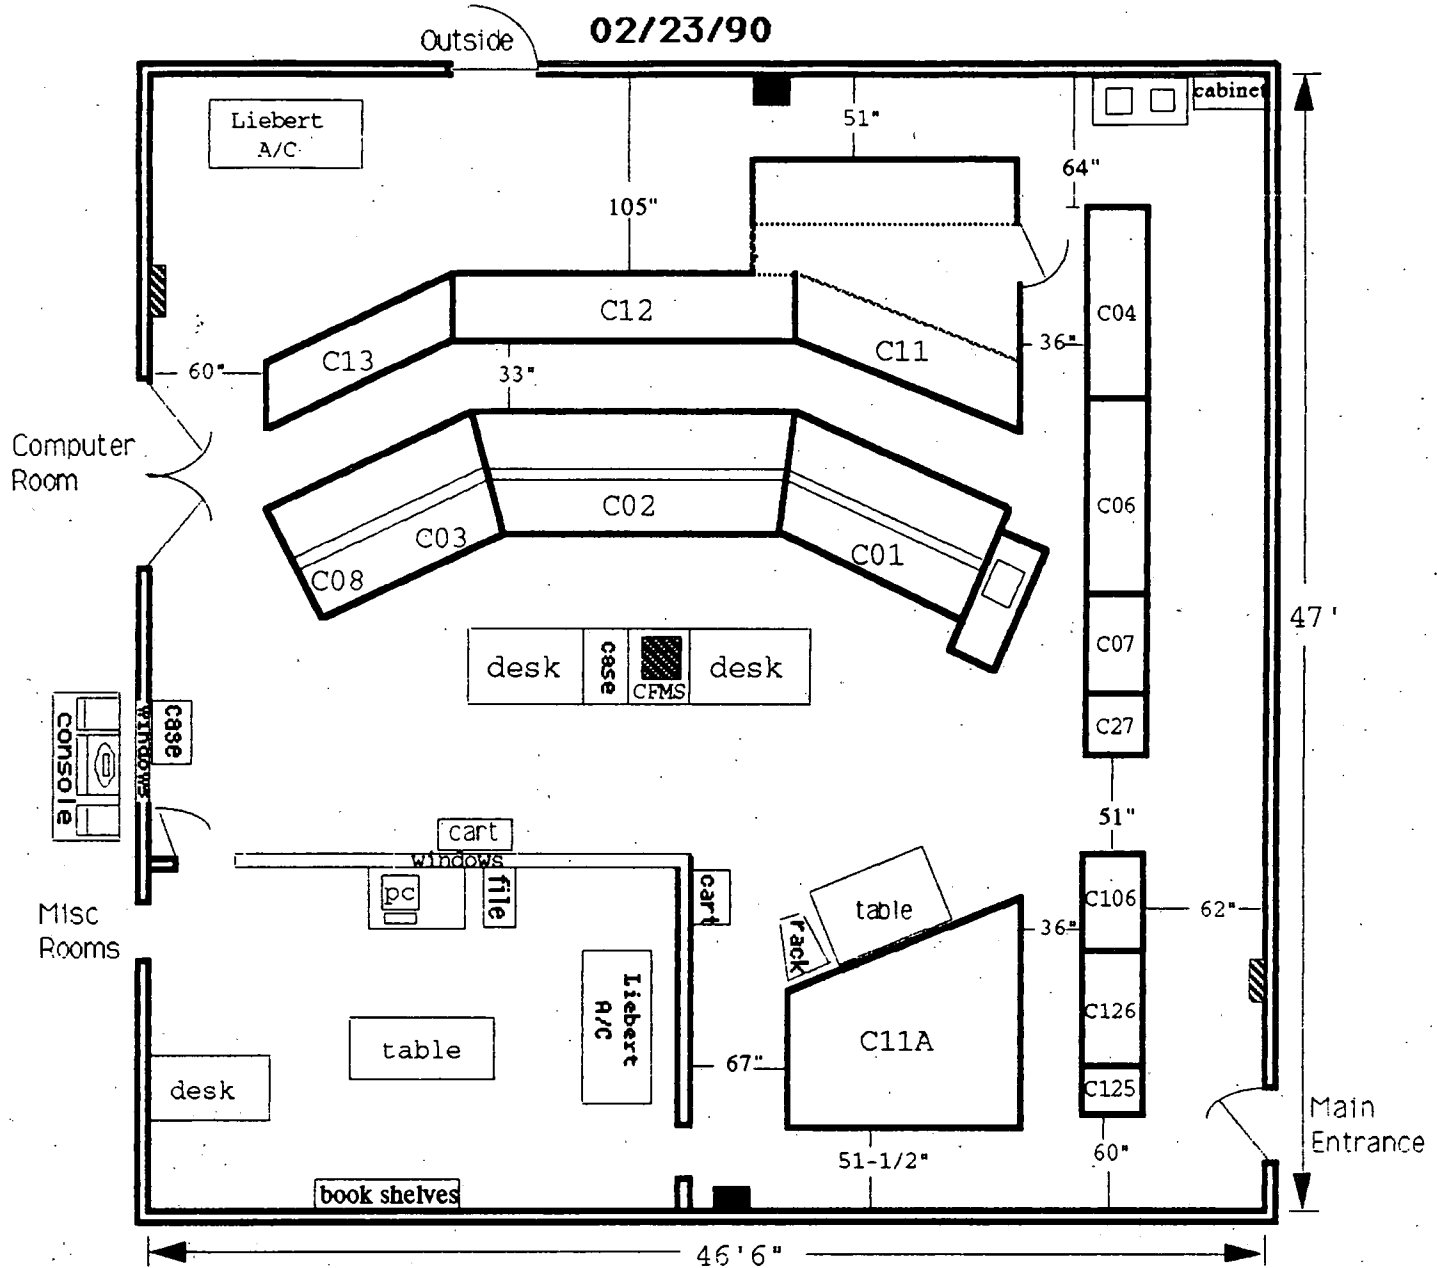 02/23/90
Outside
cabinet
Liebert
A/C
51"
64"
105"
C12
C04
C13
C11
36"
60"
33"
Computer
Room
C06
C02
C03
C01
C08
47'
desk
case
CFMS
desk
C07
C27
console
windows
case
51"
cart
windows
pc
file
cart
C106
62"
table
rack
36"
Misc
Rooms
Liebert
A/C
C126
C11A
table
67"
desk
C125
Main
Entrance
51-1/2"
60"
book shelves
46'6"